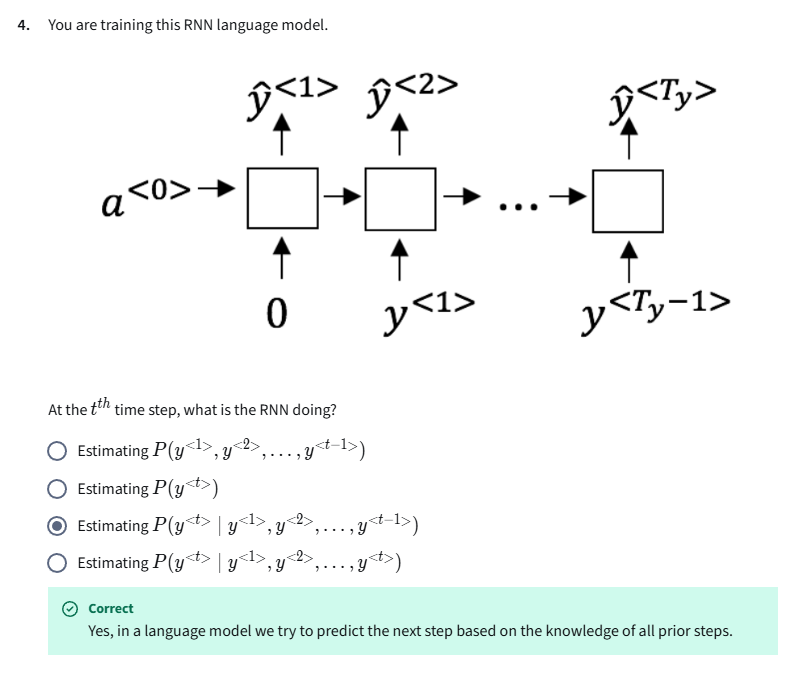 4. You are training this RNN language model.
ŷ<1> ŷ<2> ŷ<Ty>
a<0>
...
0 y<1> y<Ty−1>
At the tth time step, what is the RNN doing?
Estimating P(y<1>, y<2>, ..., y<t−1>)
Estimating P(y<t>)
Estimating P(y<t> | y<1>, y<2>, ..., y<t−1>)
Estimating P(y<t> | y<1>, y<2>, ..., y<t>)
Correct
Yes, in a language model we try to predict the next step based on the knowledge of all prior steps.